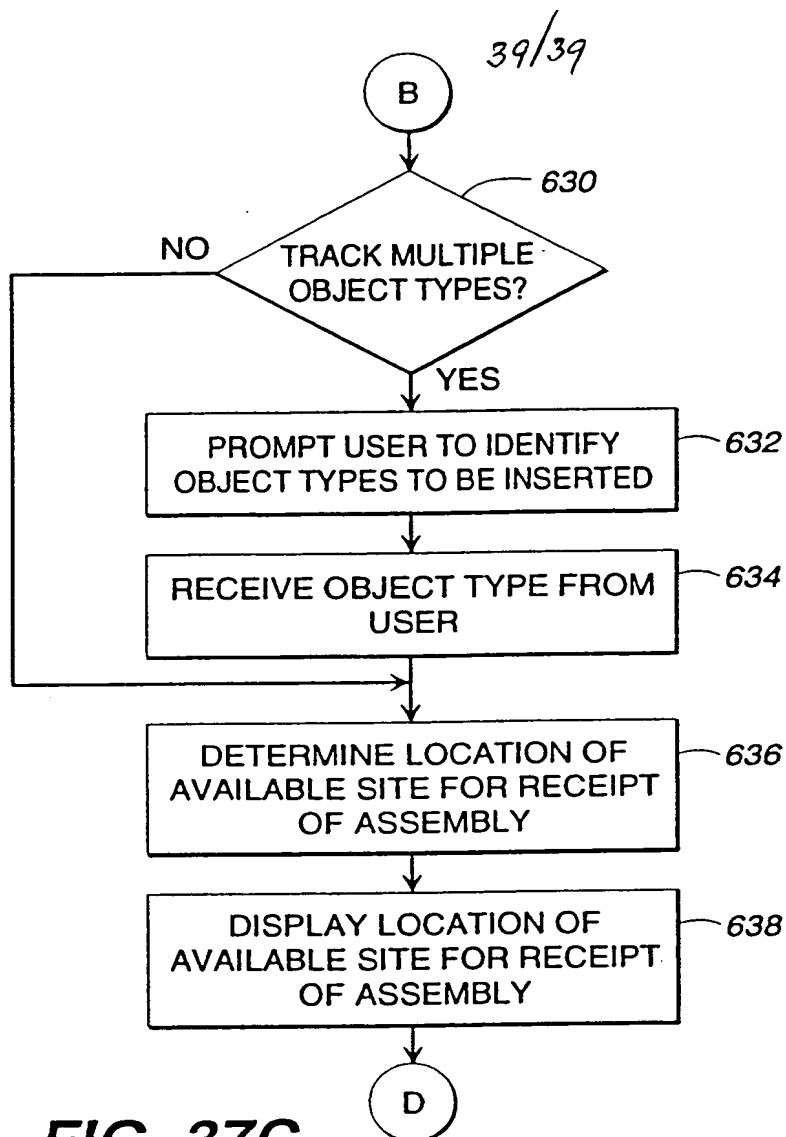 39/39
B
630
NO
TRACK MULTIPLE
OBJECT TYPES?
YES
PROMPT USER TO IDENTIFY
OBJECT TYPES TO BE INSERTED
632
RECEIVE OBJECT TYPE FROM
USER
634
DETERMINE LOCATION OF
AVAILABLE SITE FOR RECEIPT
OF ASSEMBLY
636
DISPLAY LOCATION OF
AVAILABLE SITE FOR RECEIPT
OF ASSEMBLY
638
D